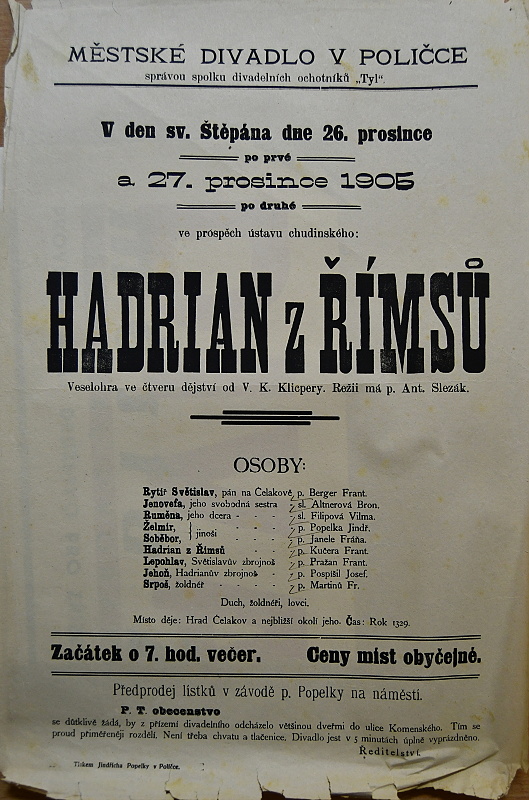 MĚSTSKÉ DIVADLO V POLIČCE
správou spolku divadelních ochotníků „Tyl".
V den sv. Štěpána dne 26. prosince
po prvé
a 27. prosince 1905
po druhé
ve prospěch ústavu chudinského:
HADRIAN z ŘÍMSŮ
Veselohra ve čtveru dějství od V. K. Klicpery. Režii má p. Ant. Slezák.
OSOBY:
Rytíř Světislav, pán na Čelakově p. Berger Frant.
Jenovefa, jeho svobodná sestra sl. Altnerová Bron.
Ruměna, jeho dcera - - - - sl. Filipová Vilma.
Želmír, } jinoši - - p. Popelka Jindř.
Soběbor, - - p. Janele Fráňa.
Hadrian z Římsů - - p. Kučera Frant.
Lepohlav, Světislavův zbrojnoš p. Pražan Frant.
Jehoň, Hadrianův zbrojnoš - p. Pospíšil Josef.
Srpoš, žoldnéř - - - - p. Martinů Fr.
Duch, žoldnéři, lovci.
Místo děje: Hrad Čelakov a nejbližší okolí jeho. Čas: Rok 1329.
Začátek o 7. hod. večer. Ceny míst obyčejné.
Předprodej lístků v závodě p. Popelky na náměstí.
P. T. obecenstvo
se důtklivě žádá, by z přízemí divadelního odcházelo většinou dveřmi do ulice Komenského. Tím se
proud přiměřeněji rozdělí. Není třeba chvatu a tlačenice. Divadlo jest v 5 minutách úplně vyprázdněno.
Ředitelství.
Tiskem Jindřicha Popelky v Poličce.